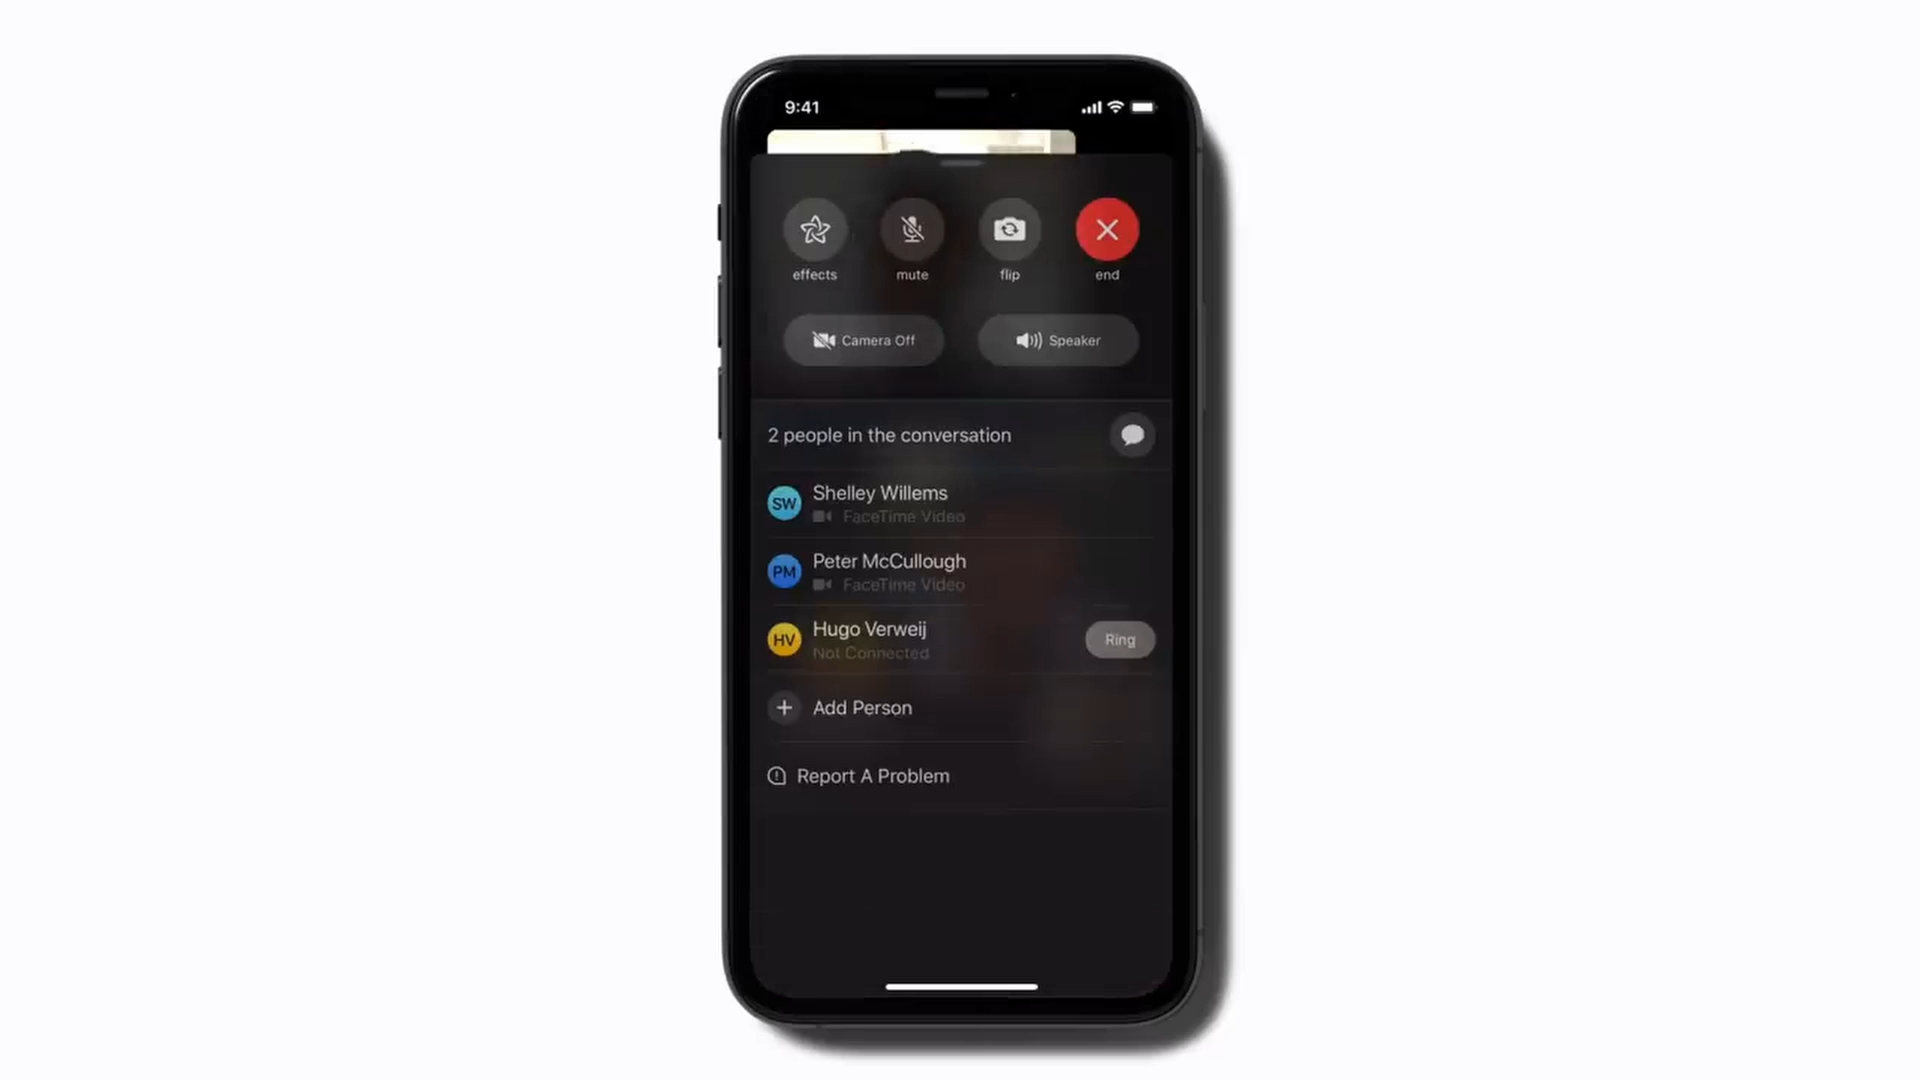 9:41
effects
mute
flip
end
Camera Off
Speaker
2 people in the conversation
SW
Shelley Willems
FaceTime Video
PM
Peter McCullough
FaceTime Video
HV
Hugo Verweij
Not Connected
Ring
Add Person
Report A Problem